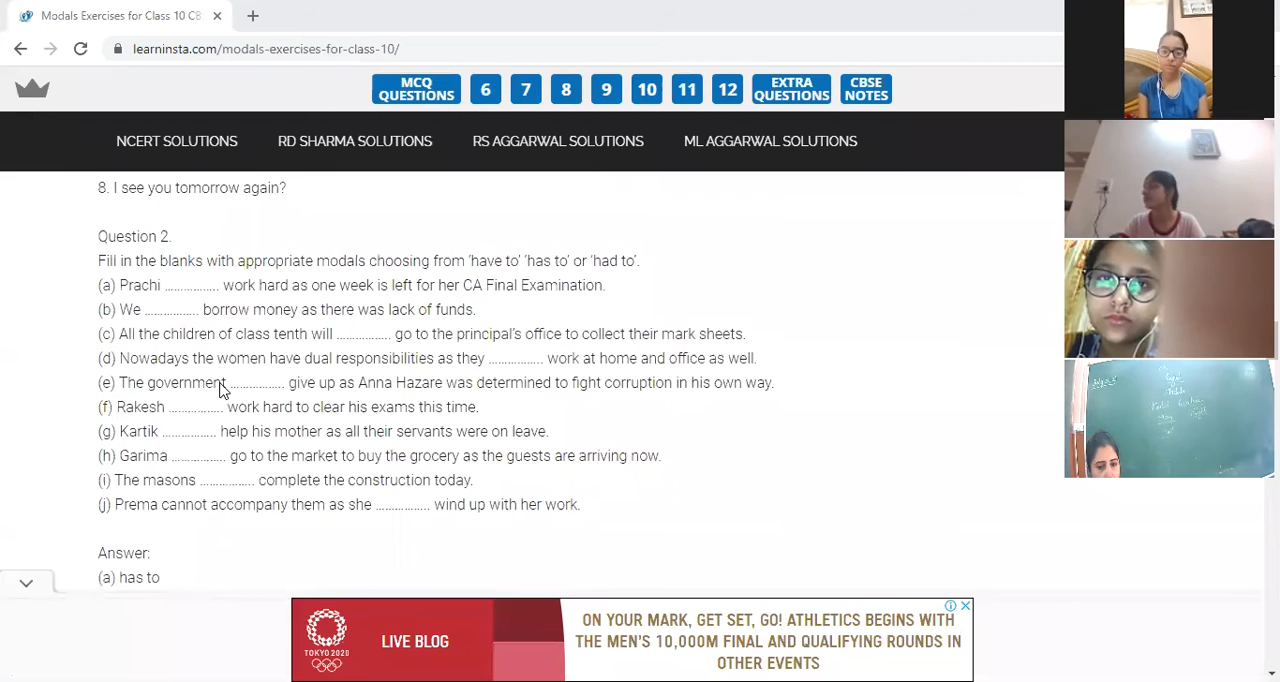 Modals Exercises for Class 10 CB
learninsta.com/modals-exercises-for-class-10/
MCQ QUESTIONS
6
7
8
9
10
11
12
EXTRA QUESTIONS
CBSE NOTES
NCERT SOLUTIONS
RD SHARMA SOLUTIONS
RS AGGARWAL SOLUTIONS
ML AGGARWAL SOLUTIONS
8. I see you tomorrow again?
Question 2.
Fill in the blanks with appropriate modals choosing from ‘have to’ ‘has to’ or ‘had to’.
(a) Prachi …………….. work hard as one week is left for her CA Final Examination.
(b) We …………….. borrow money as there was lack of funds.
(c) All the children of class tenth will …………….. go to the principal’s office to collect their mark sheets.
(d) Nowadays the women have dual responsibilities as they …………….. work at home and office as well.
(e) The government …………….. give up as Anna Hazare was determined to fight corruption in his own way.
(f) Rakesh …………….. work hard to clear his exams this time.
(g) Kartik …………….. help his mother as all their servants were on leave.
(h) Garima …………….. go to the market to buy the grocery as the guests are arriving now.
(i) The masons …………….. complete the construction today.
(j) Prema cannot accompany them as she …………….. wind up with her work.
Answer:
(a) has to
TOKYO 2020
LIVE BLOG
ON YOUR MARK, GET SET, GO! ATHLETICS BEGINS WITH
THE MEN'S 10,000M FINAL AND QUALIFYING ROUNDS IN
OTHER EVENTS